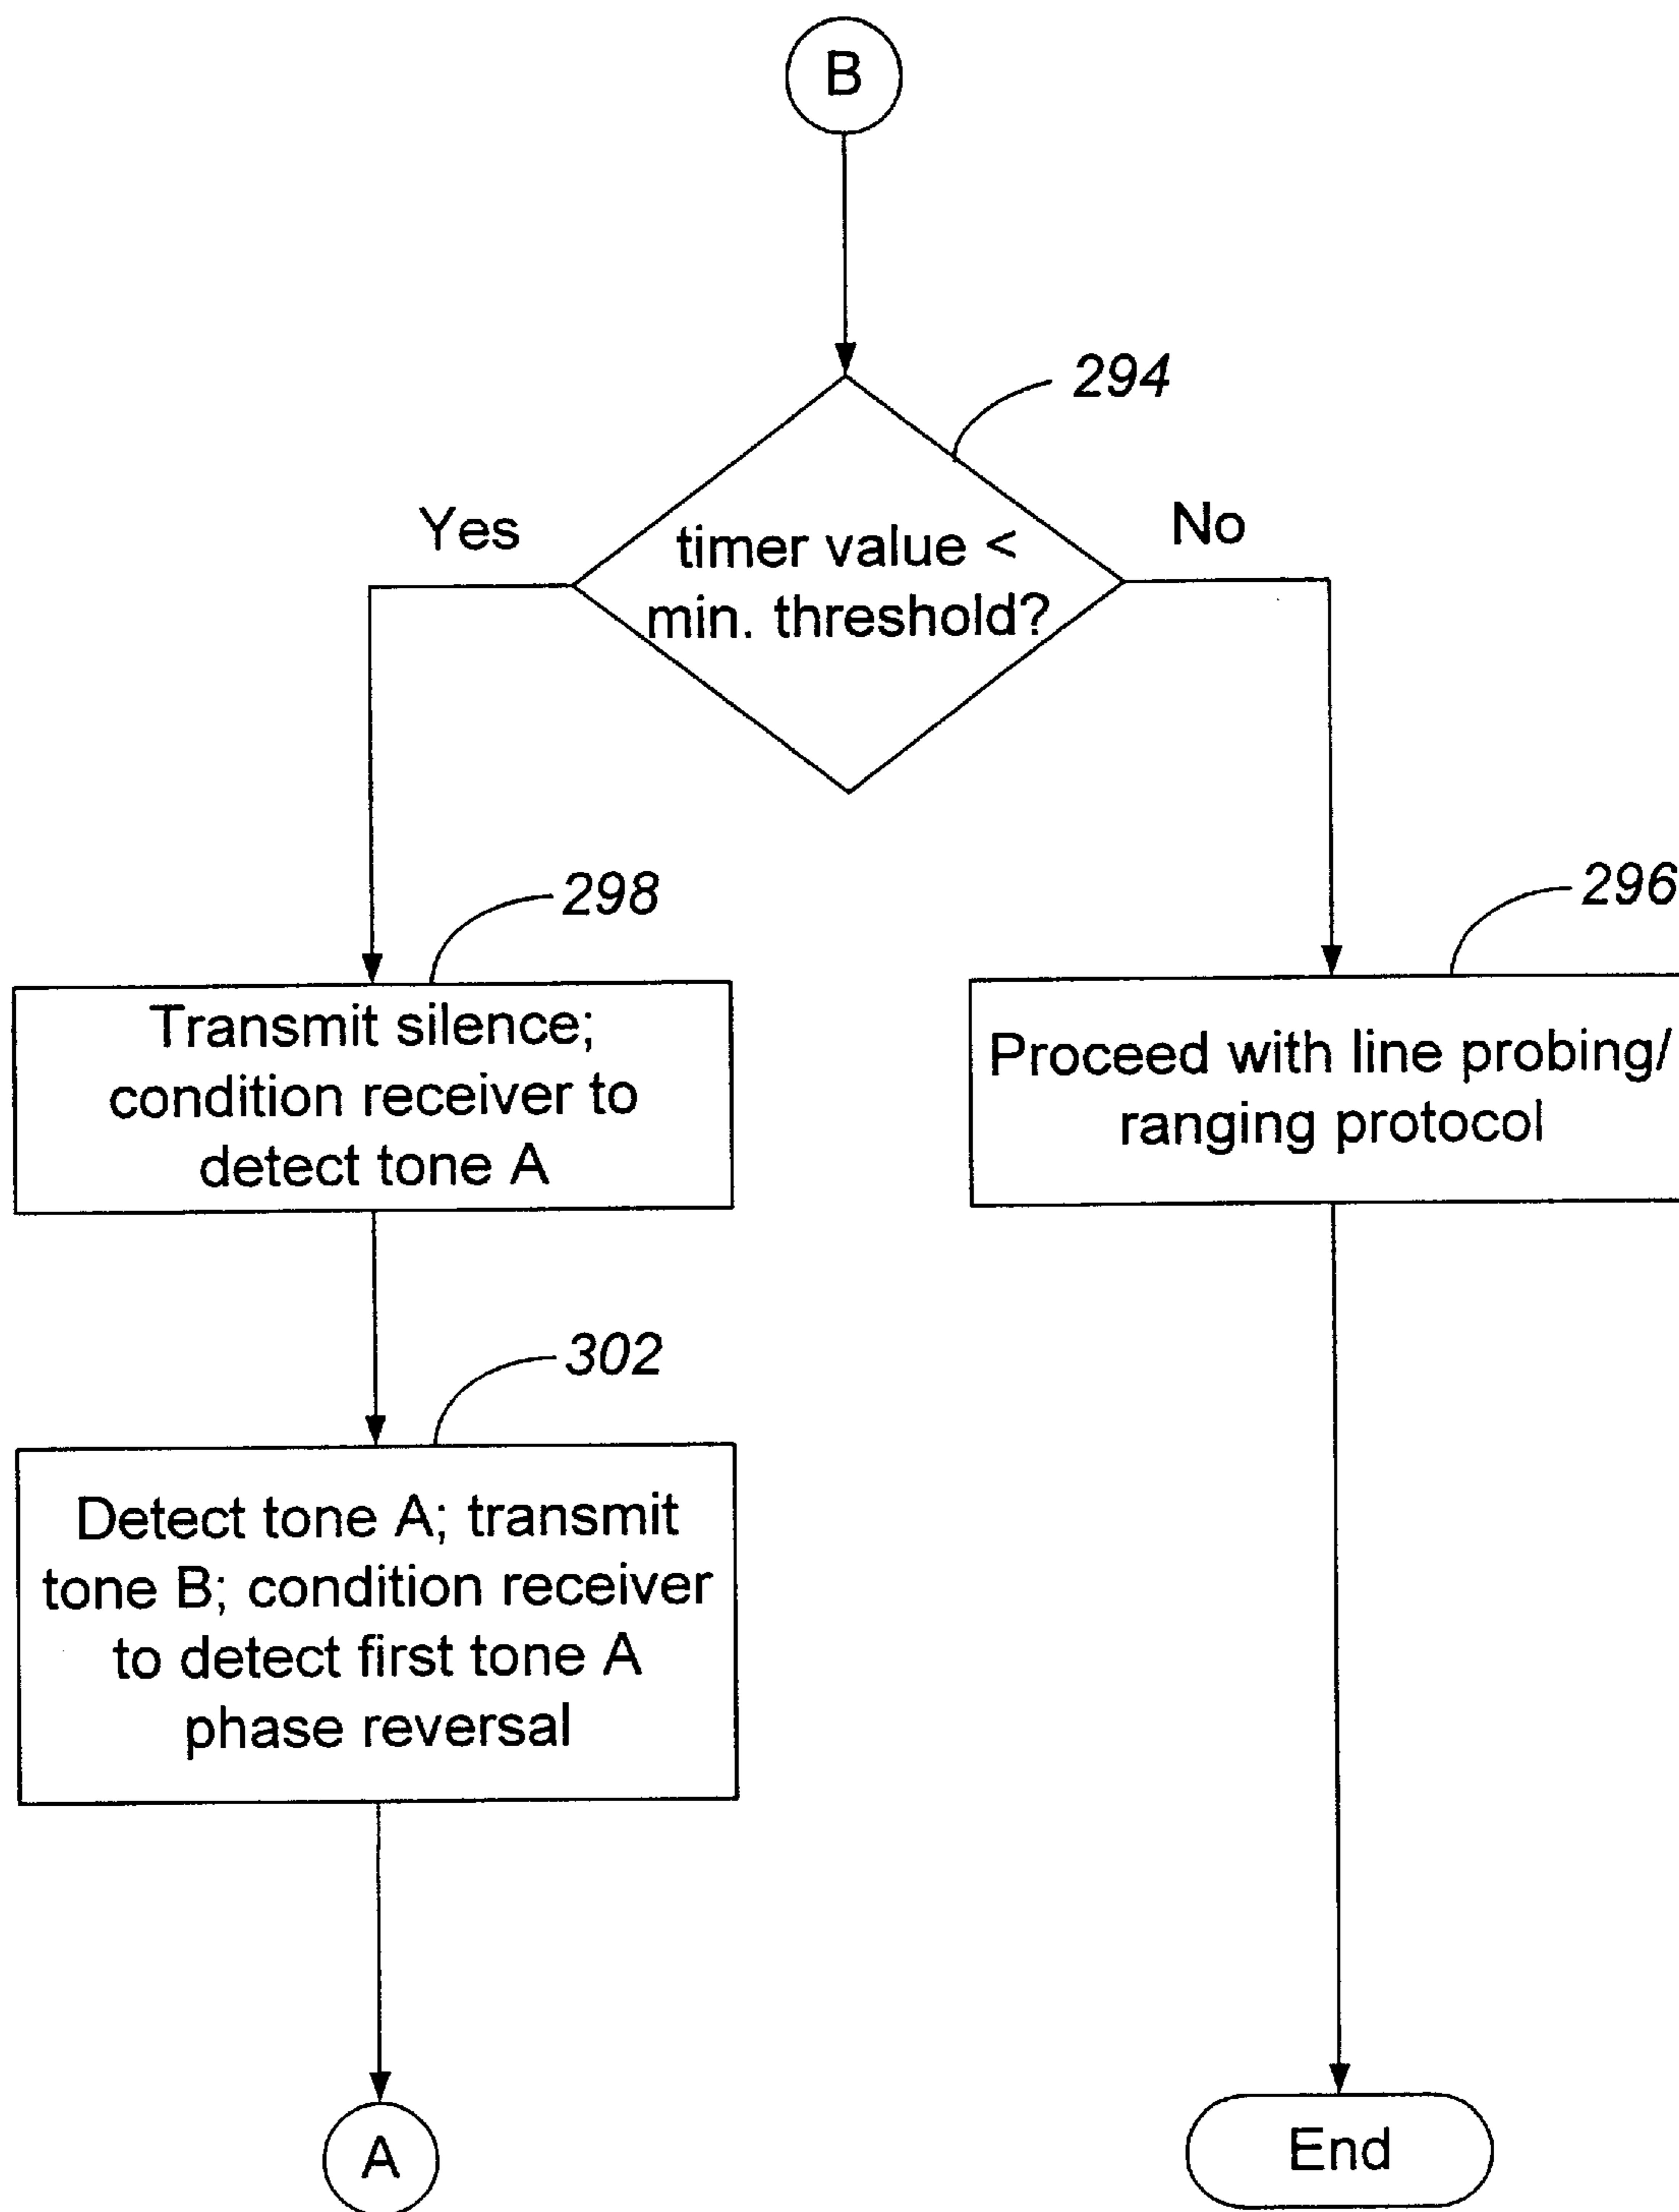 B
294
Yes
No
timer value <
min. threshold?
298
296
Transmit silence;
condition receiver to
detect tone A
Proceed with line probing/
ranging protocol
302
Detect tone A; transmit
tone B; condition receiver
to detect first tone A
phase reversal
A
End